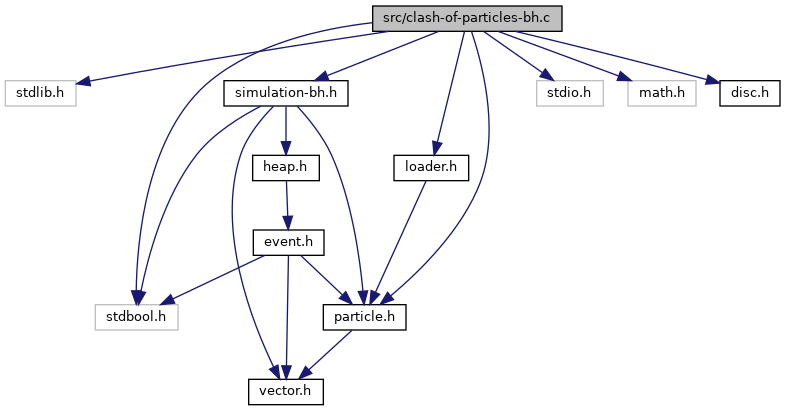 src/clash-of-particles-bh.c
stdlib.h
simulation-bh.h
stdio.h
math.h
disc.h
heap.h
loader.h
event.h
stdbool.h
particle.h
vector.h